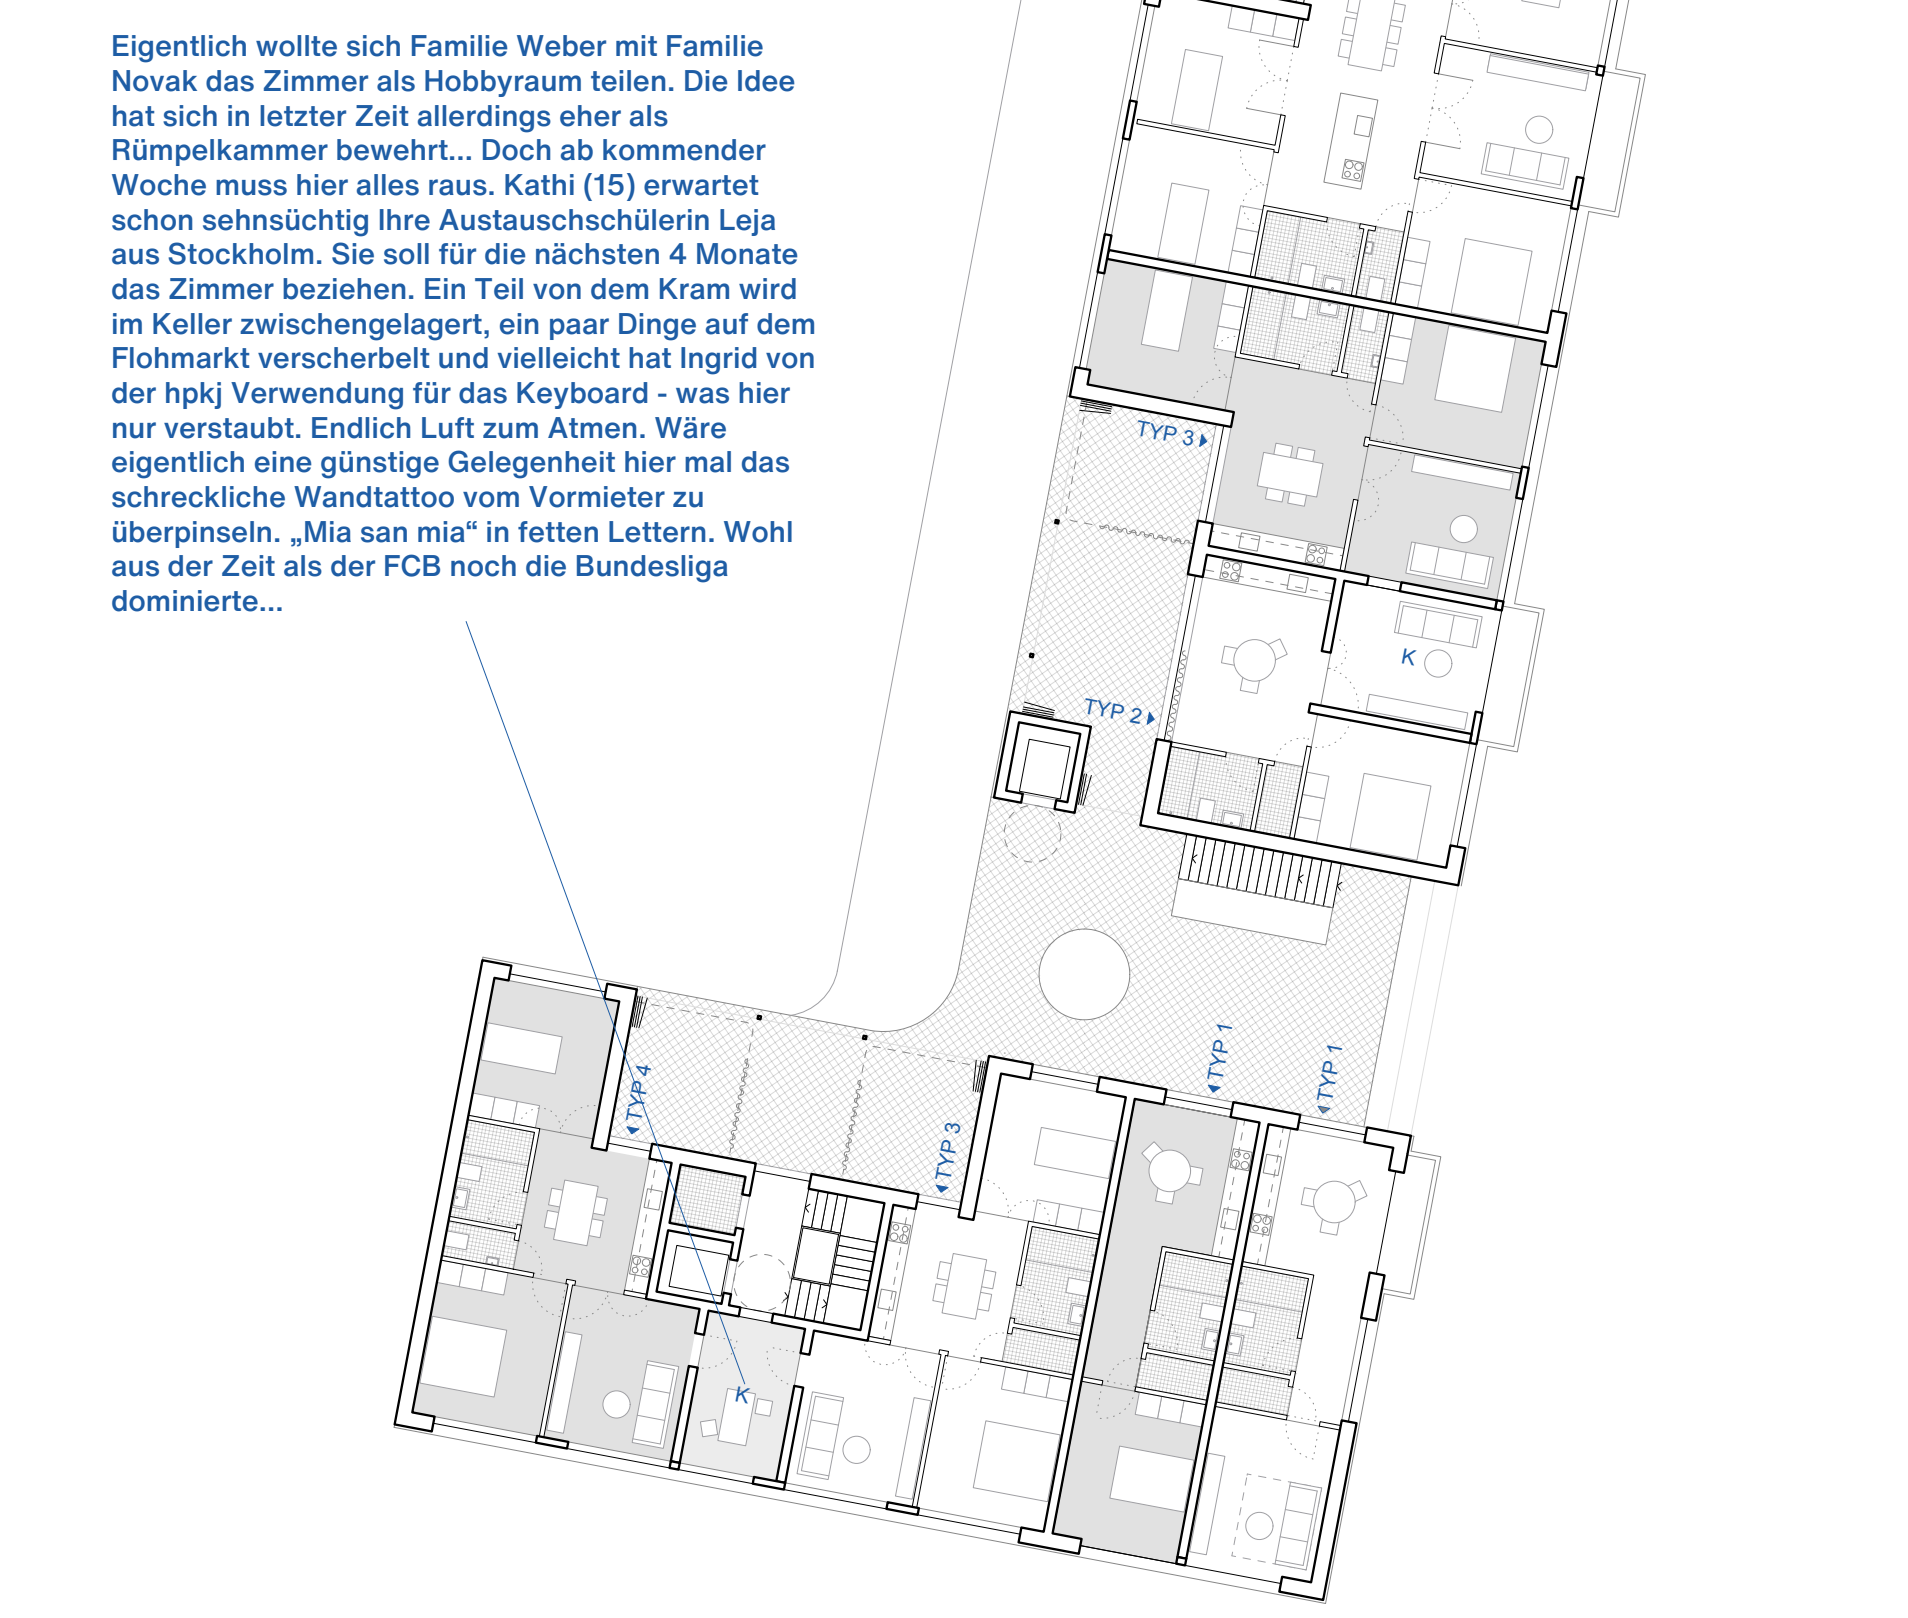 Eigentlich wollte sich Familie Weber mit Familie
Novak das Zimmer als Hobbyraum teilen. Die Idee
hat sich in letzter Zeit allerdings eher als
Rümpelkammer bewehrt... Doch ab kommender
Woche muss hier alles raus. Kathi (15) erwartet
schon sehnsüchtig Ihre Austauschschülerin Leja
aus Stockholm. Sie soll für die nächsten 4 Monate
das Zimmer beziehen. Ein Teil von dem Kram wird
im Keller zwischengelagert, ein paar Dinge auf dem
Flohmarkt verscherbelt und vielleicht hat Ingrid von
der hpkj Verwendung für das Keyboard - was hier
nur verstaubt. Endlich Luft zum Atmen. Wäre
eigentlich eine günstige Gelegenheit hier mal das
schreckliche Wandtattoo vom Vormieter zu
überpinseln. „Mia san mia“ in fetten Lettern. Wohl
aus der Zeit als der FCB noch die Bundesliga
dominierte...
TYP 3
K
TYP 2
TYP 1
TYP 1
TYP 4
TYP 3
K